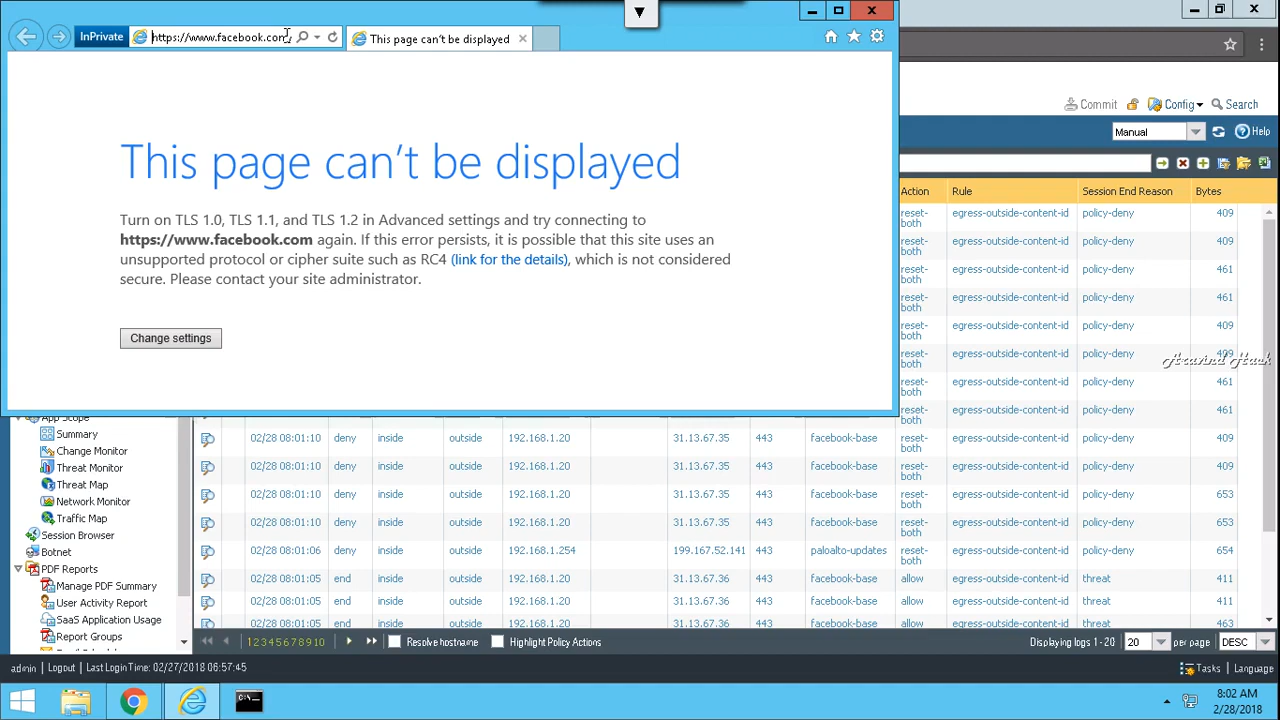 InPrivate https://www.facebook.com/ This page can't be displayed
This page can't be displayed
Turn on TLS 1.0, TLS 1.1, and TLS 1.2 in Advanced settings and try connecting to
https://www.facebook.com again. If this error persists, it is possible that this site uses an
unsupported protocol or cipher suite such as RC4 (link for the details), which is not considered
secure. Please contact your site administrator.
Change settings
Commit Config Search
Manual Help
Action Rule Session End Reason Bytes
reset-both egress-outside-content-id policy-deny 409
reset-both egress-outside-content-id policy-deny 409
reset-both egress-outside-content-id policy-deny 461
reset-both egress-outside-content-id policy-deny 461
reset-both egress-outside-content-id policy-deny 409
reset-both egress-outside-content-id policy-deny 409
Aravind Hack
reset-both egress-outside-content-id policy-deny 461
reset-both egress-outside-content-id policy-deny 461
02/28 08:01:10 deny inside outside 192.168.1.20 31.13.67.35 443 facebook-base reset-both egress-outside-content-id policy-deny 409
02/28 08:01:10 deny inside outside 192.168.1.20 31.13.67.35 443 facebook-base reset-both egress-outside-content-id policy-deny 409
02/28 08:01:10 deny inside outside 192.168.1.20 31.13.67.35 443 facebook-base reset-both egress-outside-content-id policy-deny 653
02/28 08:01:10 deny inside outside 192.168.1.20 31.13.67.35 443 facebook-base reset-both egress-outside-content-id policy-deny 653
02/28 08:01:06 deny inside outside 192.168.1.254 199.167.52.141 443 paloalto-updates reset-both egress-outside-content-id policy-deny 654
02/28 08:01:05 end inside outside 192.168.1.20 31.13.67.36 443 facebook-base allow egress-outside-content-id threat 411
02/28 08:01:05 end inside outside 192.168.1.20 31.13.67.36 443 facebook-base allow egress-outside-content-id threat 411
02/28 08:01:05 end inside outside 192.168.1.20 31.13.67.36 443 facebook-base allow egress-outside-content-id threat 463
App Scope
Summary
Change Monitor
Threat Monitor
Threat Map
Network Monitor
Traffic Map
Session Browser
Botnet
PDF Reports
Manage PDF Summary
User Activity Report
SaaS Application Usage
Report Groups
1 2 3 4 5 6 7 8 9 10 Resolve hostname Highlight Policy Actions Displaying logs 1 - 20 20 per page DESC
admin | Logout | Last Login Time: 02/27/2018 06:57:45 Tasks | Language
8:02 AM
2/28/2018